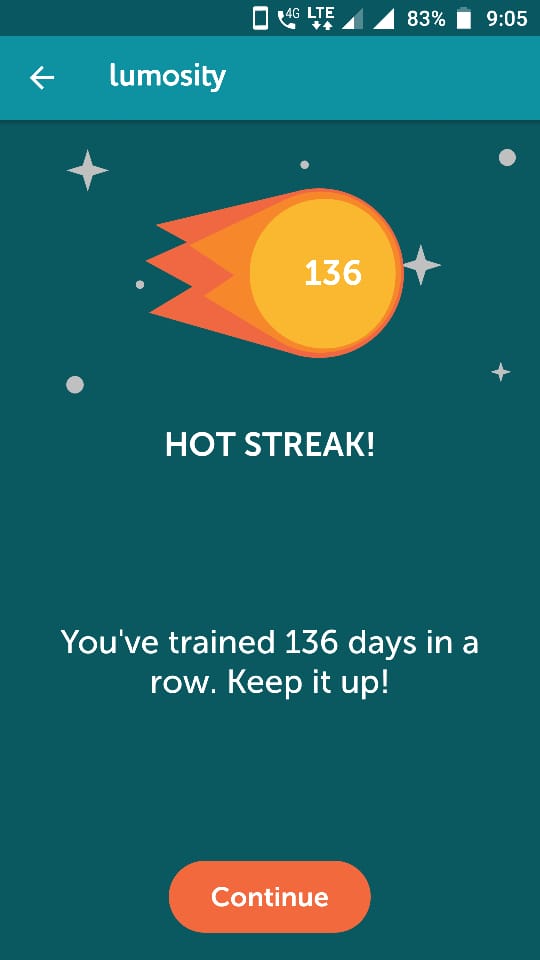 4G LTE 83% 9:05
lumosity
136
HOT STREAK!
You've trained 136 days in a
row. Keep it up!
Continue